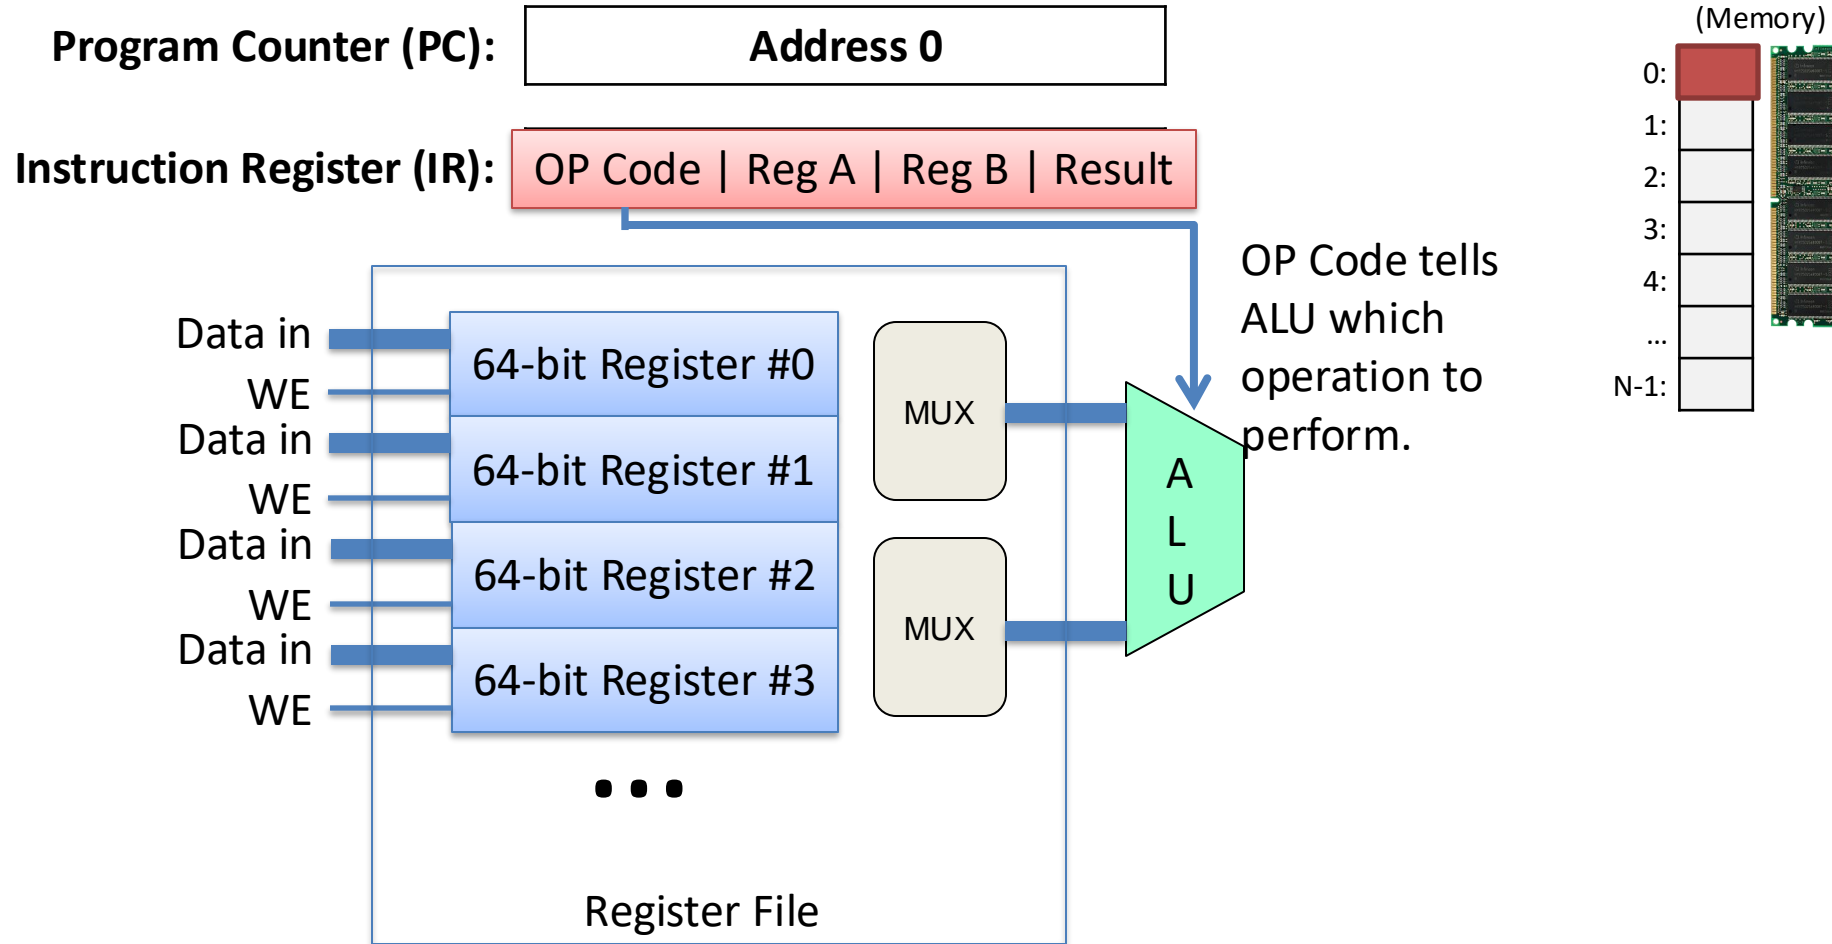 Program Counter (PC):
Address 0
Instruction Register (IR):
OP Code | Reg A | Reg B | Result
(Memory)
0:
1:
2:
3:
4:
...
N-1:
OP Code tells
ALU which
operation to
perform.
Data in
WE
Data in
WE
Data in
WE
Data in
WE
64-bit Register #0
64-bit Register #1
64-bit Register #2
64-bit Register #3
...
MUX
MUX
A
L
U
Register File